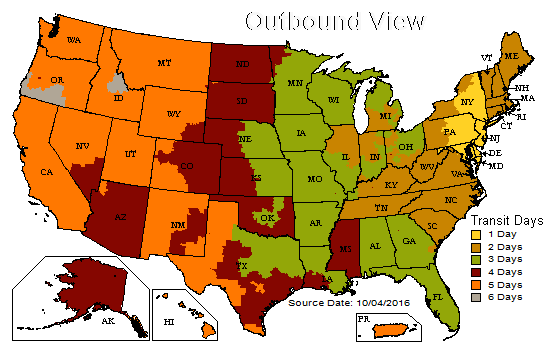 Outbound View
WA
MT
ND
MN
ME
VT
NH
MA
RI
CT
NY
OR
ID
SD
WI
MI
WY
IA
PA
NJ
DE
MD
NE
IL
IN
OH
NV
UT
CO
KS
MO
WV
VA
KY
CA
NC
TN
OK
AR
SC
AZ
NM
MS
AL
GA
TX
LA
FL
AK
HI
PR
Transit Days
1 Day
2 Days
3 Days
4 Days
5 Days
6 Days
Source Date: 10/04/2016